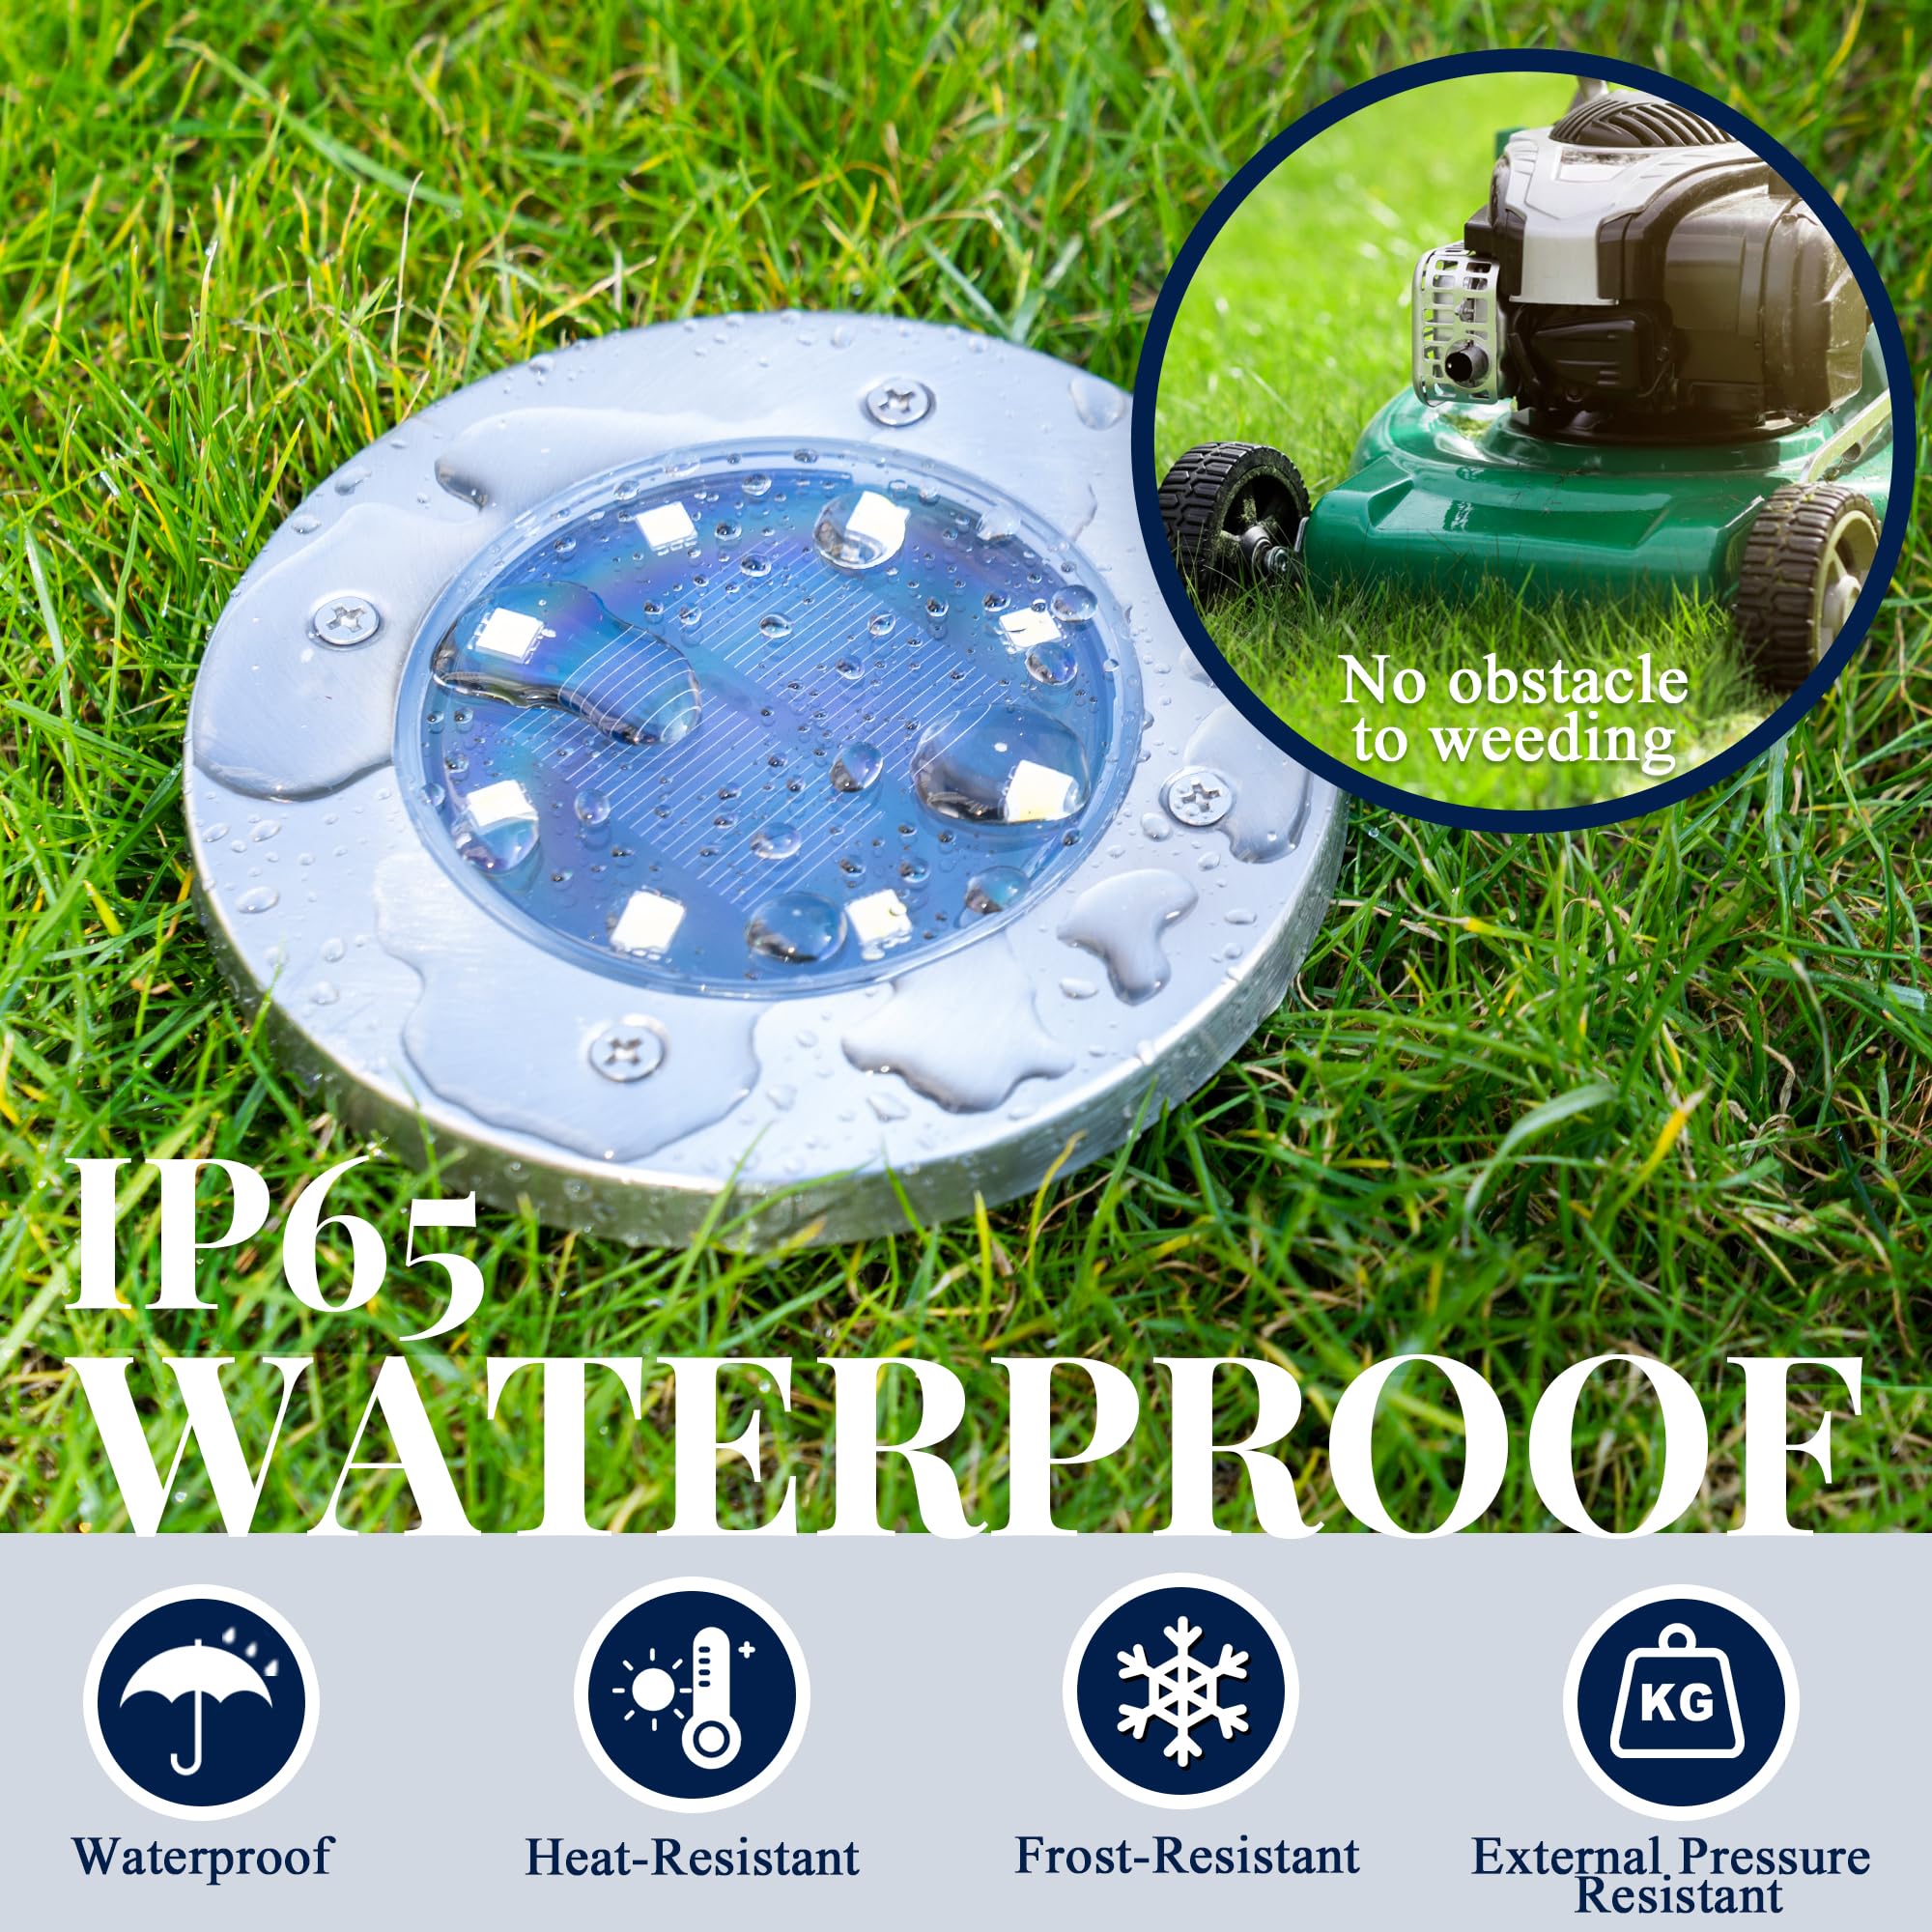 No obstacle
to weeding
IP65
WATERPROOF
KG
Waterproof
Heat-Resistant
Frost-Resistant
External Pressure
Resistant